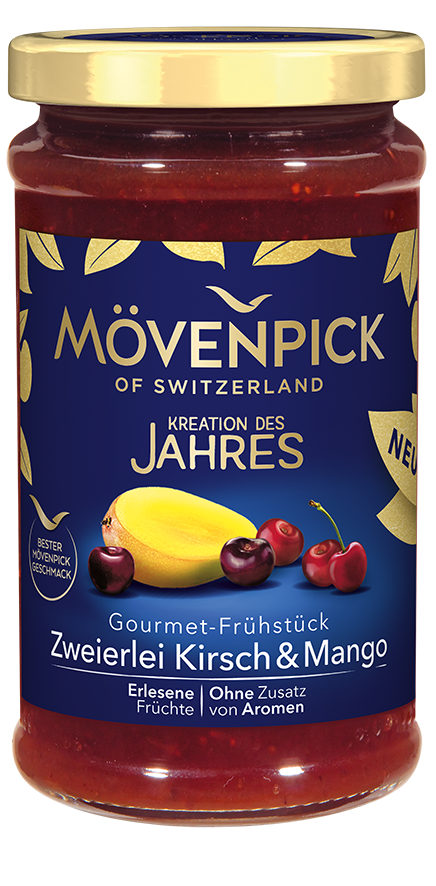 MÖVENPICK
OF SWITZERLAND
KREATION DES
JAHRES
NEU
BESTER
MÖVENPICK
GESCHMACK
Gourmet-Frühstück
Zweierlei Kirsch & Mango
Erlesene | Ohne Zusatz
Früchte | von Aromen